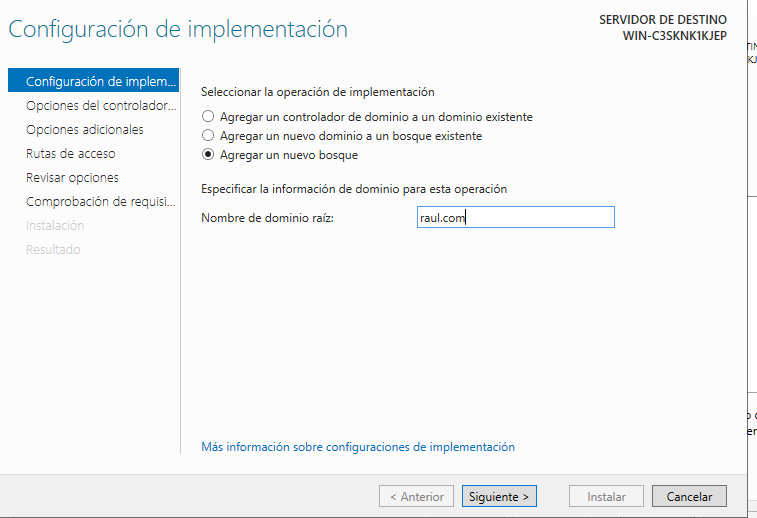 Configuración de implementación
SERVIDOR DE DESTINO
WIN-C3SKNK1KJEP
Configuración de implem...
Opciones del controlador...
Opciones adicionales
Rutas de acceso
Revisar opciones
Comprobación de requisi...
Instalación
Resultado
Seleccionar la operación de implementación
Agregar un controlador de dominio a un dominio existente
Agregar un nuevo dominio a un bosque existente
Agregar un nuevo bosque
Especificar la información de dominio para esta operación
Nombre de dominio raíz:
raul.com
Más información sobre configuraciones de implementación
< Anterior
Siguiente >
Instalar
Cancelar